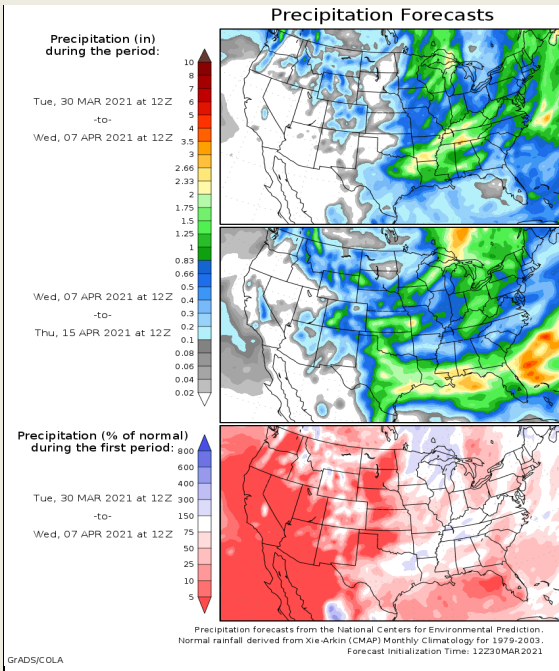 Precipitation Forecasts
Precipitation (in)
during the period:
Tue, 30 MAR 2021 at 12Z
-to-
Wed, 07 APR 2021 at 12Z
10
8
7
6
5
4
3.5
3
2.66
2.33
2
1.75
1.5
1.25
1
0.83
0.66
0.5
0.4
0.3
0.2
0.1
0.08
0.06
0.04
0.02
Wed, 07 APR 2021 at 12Z
-to-
Thu, 15 APR 2021 at 12Z
Precipitation (% of normal)
during the first period:
Tue, 30 MAR 2021 at 12Z
-to-
Wed, 07 APR 2021 at 12Z
800
600
400
300
150
75
50
25
10
5
Precipitation forecasts from the National Centers for Environmental Prediction.
Normal rainfall derived from Xie-Arkin (CMAP) Monthly Climatology for 1979-2003.
Forecast Initialization Time: 12Z30MAR2021
GrADS/COLA